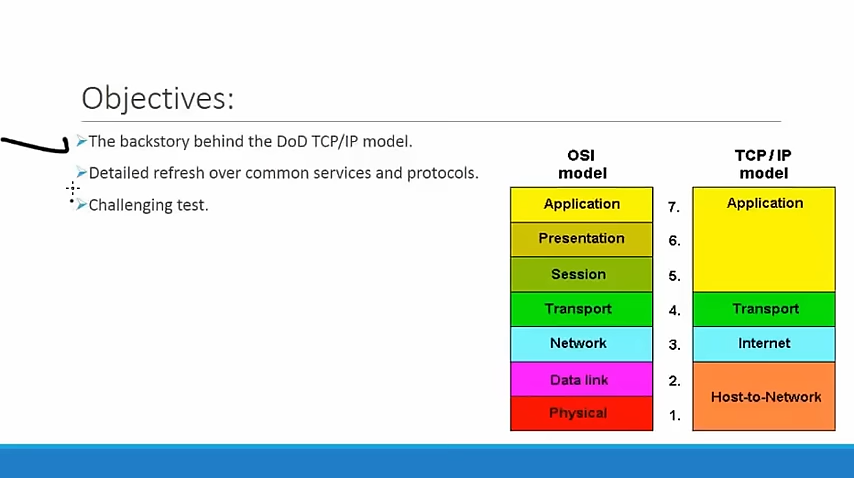 Objectives:
The backstory behind the DoD TCP/IP model.
Detailed refresh over common services and protocols.
Challenging test.
OSI model
TCP / IP model
Application 7. Application
Presentation 6.
Session 5.
Transport 4. Transport
Network 3. Internet
Data link 2.
Host-to-Network
Physical 1.